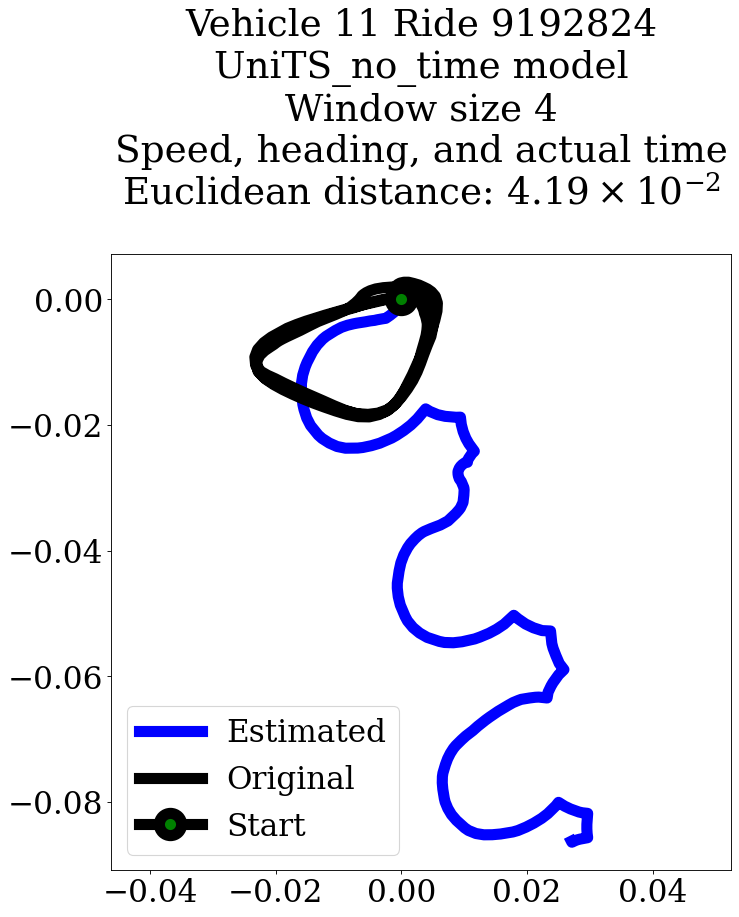 Vehicle 11 Ride 9192824
UniTS_no_time model
Window size 4
Speed, heading, and actual time
Euclidean distance: 4.19 × 10⁻²
0.00
−0.02
−0.04
−0.06
−0.08
Estimated
Original
Start
−0.04 −0.02 0.00 0.02 0.04